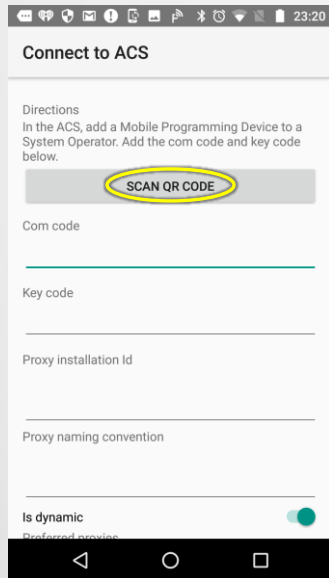 23:20
Connect to ACS
Directions
In the ACS, add a Mobile Programming Device to a
System Operator. Add the com code and key code
below.
SCAN QR CODE
Com code
Key code
Proxy installation Id
Proxy naming convention
Is dynamic
Preferred proxies